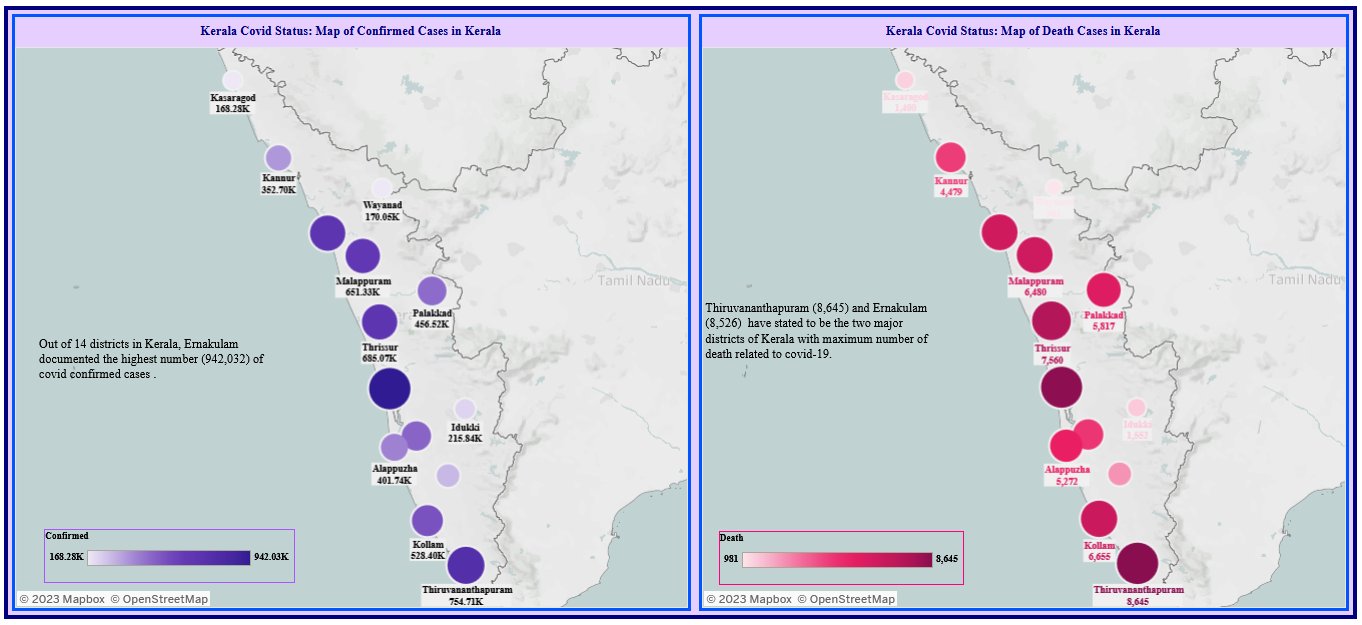 Kerala Covid Status: Map of Confirmed Cases in Kerala
Kasaragod
168.28K
Kannur
352.70K
Wayanad
170.05K
Malappuram
651.33K
Tamil Nadu
Palakkad
456.52K
Thrissur
685.07K
Out of 14 districts in Kerala, Ernakulam
documented the highest number (942,032) of
covid confirmed cases .
Idukki
215.84K
Alappuzha
401.74K
Kollam
528.40K
Thiruvananthapuram
754.71K
Confirmed
168.28K 942.03K
© 2023 Mapbox © OpenStreetMap
Kerala Covid Status: Map of Death Cases in Kerala
Kasaragod
Kannur
4,479
Malappuram
6,480
Tamil Nadu
Palakkad
5,817
Thiruvananthapuram (8,645) and Ernakulam
(8,526) have stated to be the two major
districts of Kerala with maximum number of
death related to covid-19.
Thrissur
7,560
Idukki
1,552
Alappuzha
5,272
Kollam
6,655
Thiruvananthapuram
8,645
Death
981 8,645
© 2023 Mapbox © OpenStreetMap